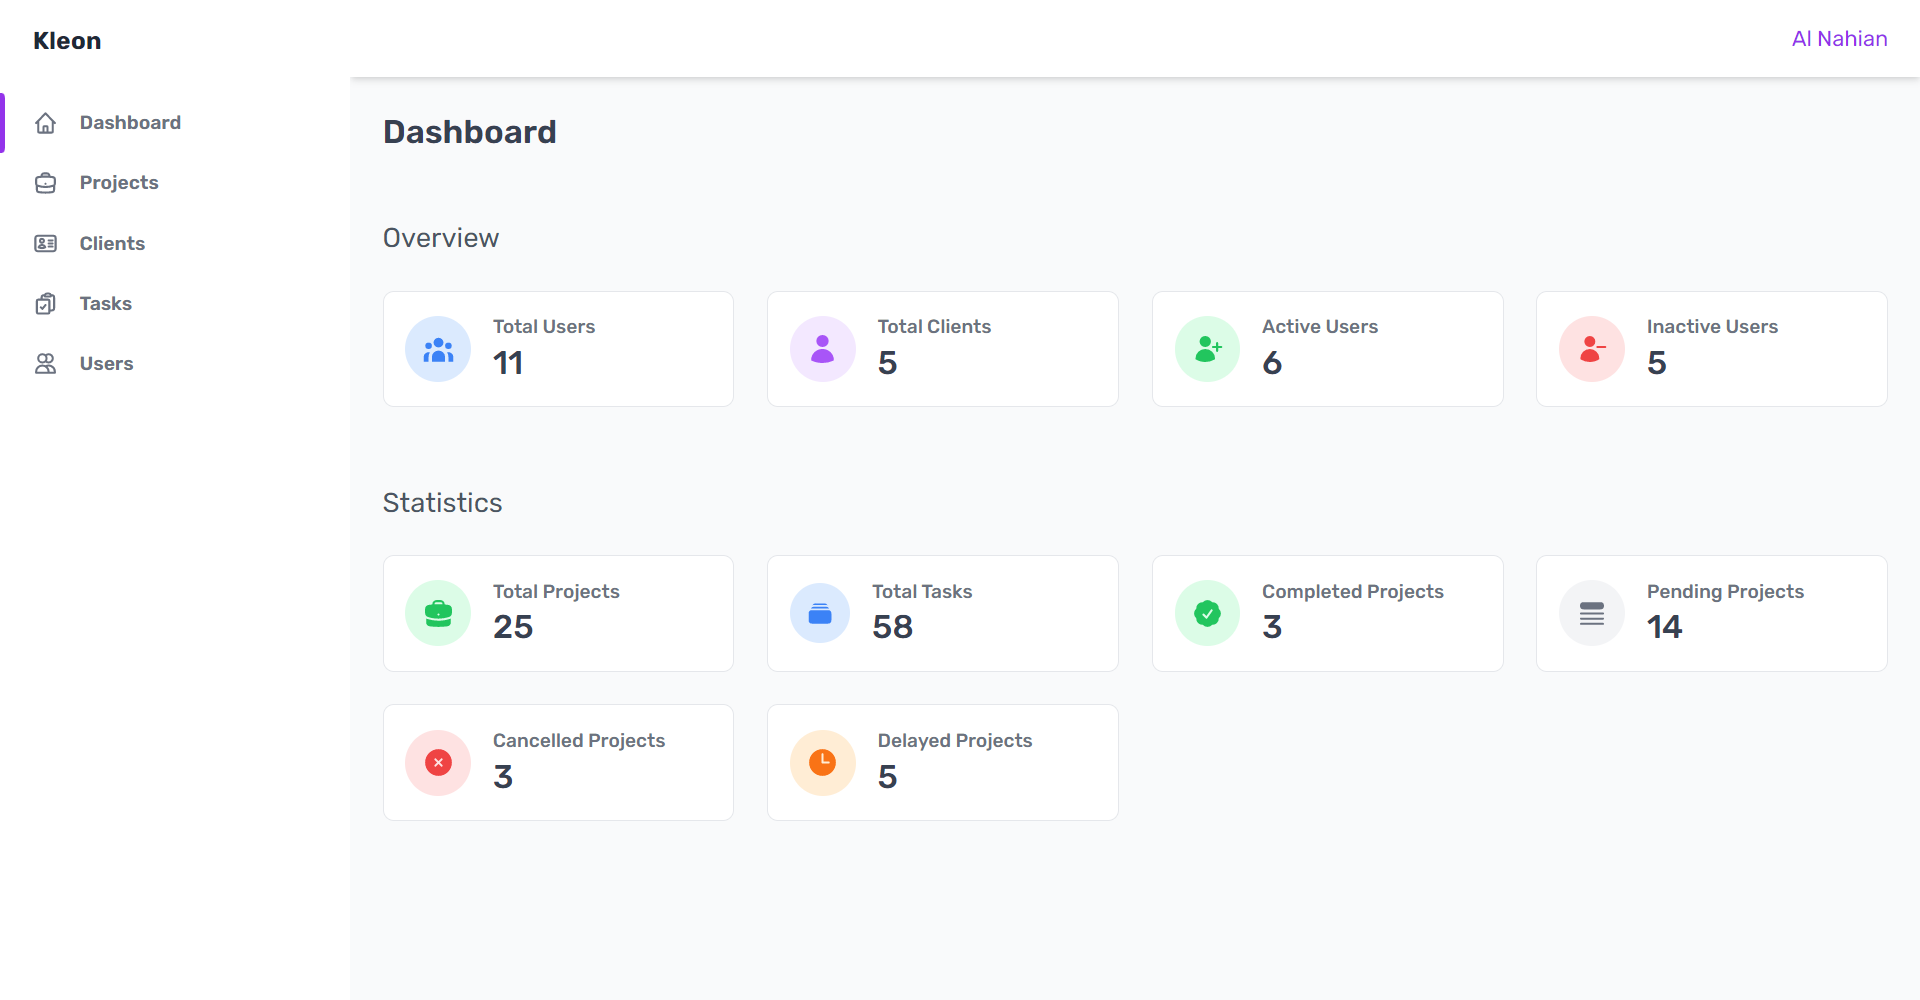 Kleon
Al Nahian
Dashboard
Projects
Clients
Tasks
Users
Dashboard
Overview
Total Users
11
Total Clients
5
Active Users
6
Inactive Users
5
Statistics
Total Projects
25
Total Tasks
58
Completed Projects
3
Pending Projects
14
Cancelled Projects
3
Delayed Projects
5